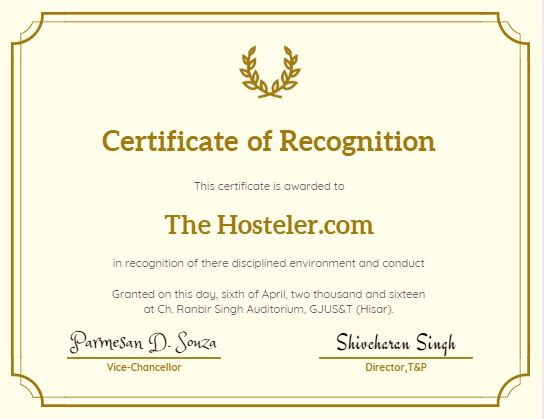 Certificate of Recognition
This certificate is awarded to
The Hosteler.com
in recognition of there disciplined environment and conduct
Granted on this day, sixth of April, two thousand and sixteen
at Ch. Ranbir Singh Auditorium, GJUS&T (Hisar).
Parmesan D. Souza
Shivcharan Singh
Vice-Chancellor
Director,T&P